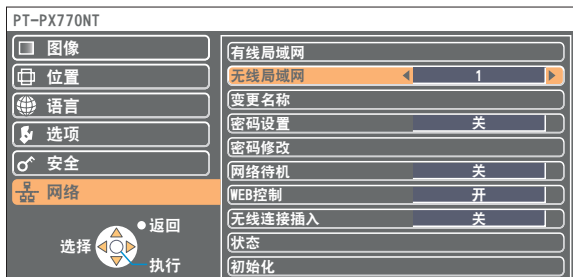 PT-PX770NT
图像
位置
语言
选项
安全
网络
返回
选择
执行
有线局域网
无线局域网 1
变更名称
密码设置 关
密码修改
网络待机 关
WEB控制 开
无线连接插入 关
状态
初始化